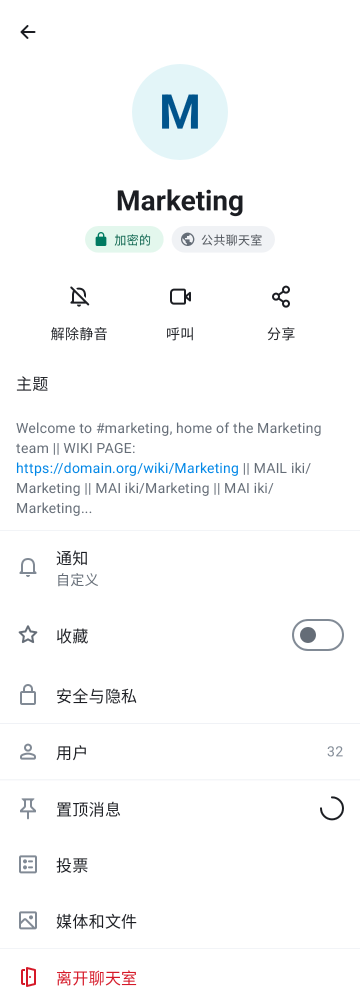 M
Marketing
加密的
公共聊天室
解除静音
呼叫
分享
主题
Welcome to #marketing, home of the Marketing
team || WIKI PAGE:
https://domain.org/wiki/Marketing || MAIL iki/
Marketing || MAI iki/Marketing || MAI iki/
Marketing...
通知
自定义
收藏
安全与隐私
用户
32
置顶消息
投票
媒体和文件
离开聊天室